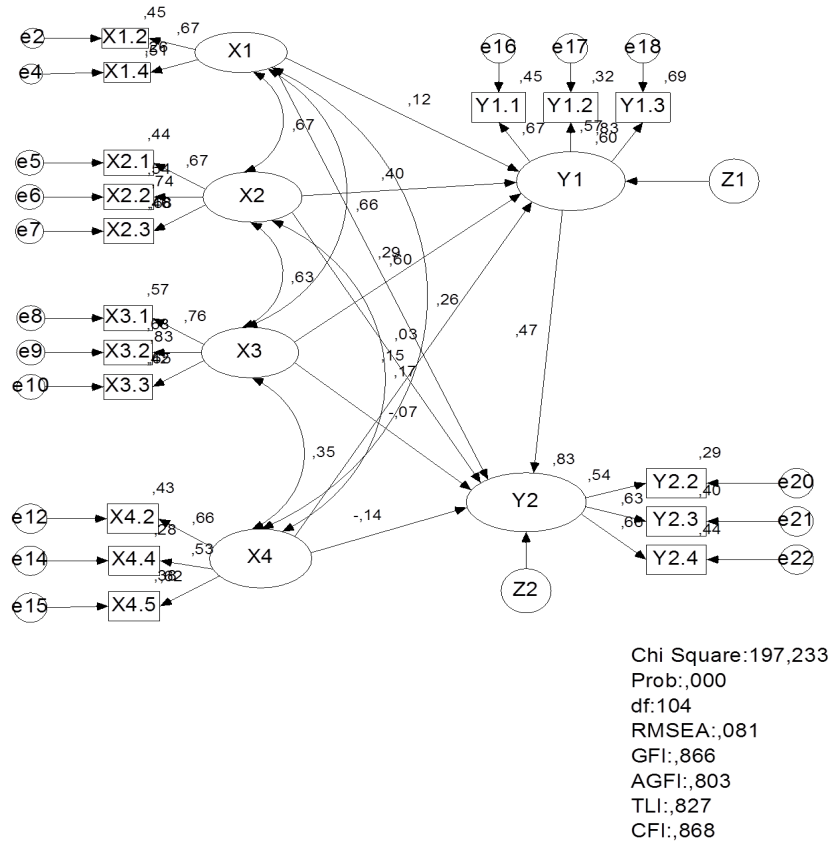 ,45
e2 X1.2 ,67 X1
e4 X1.4
e16 e17 e18
,45 ,32 ,69
Y1.1 Y1.2 Y1.3
,67 ,57 ,83
,60
,12
,67
,44
e5 X2.1 ,67
e6 X2.2 ,74 X2
e7 X2.3
,40
Y1 Z1
,66
,63
,29 ,60
,26
,57
e8 X3.1 ,76
e9 X3.2 ,83 X3
e10 X3.3
,03
,47
,15 ,17
-,07
,35
,43
e12 X4.2 ,66
,28
e14 X4.4 ,53 X4
e15 X4.5 ,62
-,14
,83
Y2
,54 ,29
Y2.2 e20
,63 ,40
Y2.3 e21
,66 ,44
Y2.4 e22
Z2
Chi Square:197,233
Prob:,000
df:104
RMSEA:,081
GFI:,866
AGFI:,803
TLI:,827
CFI:,868